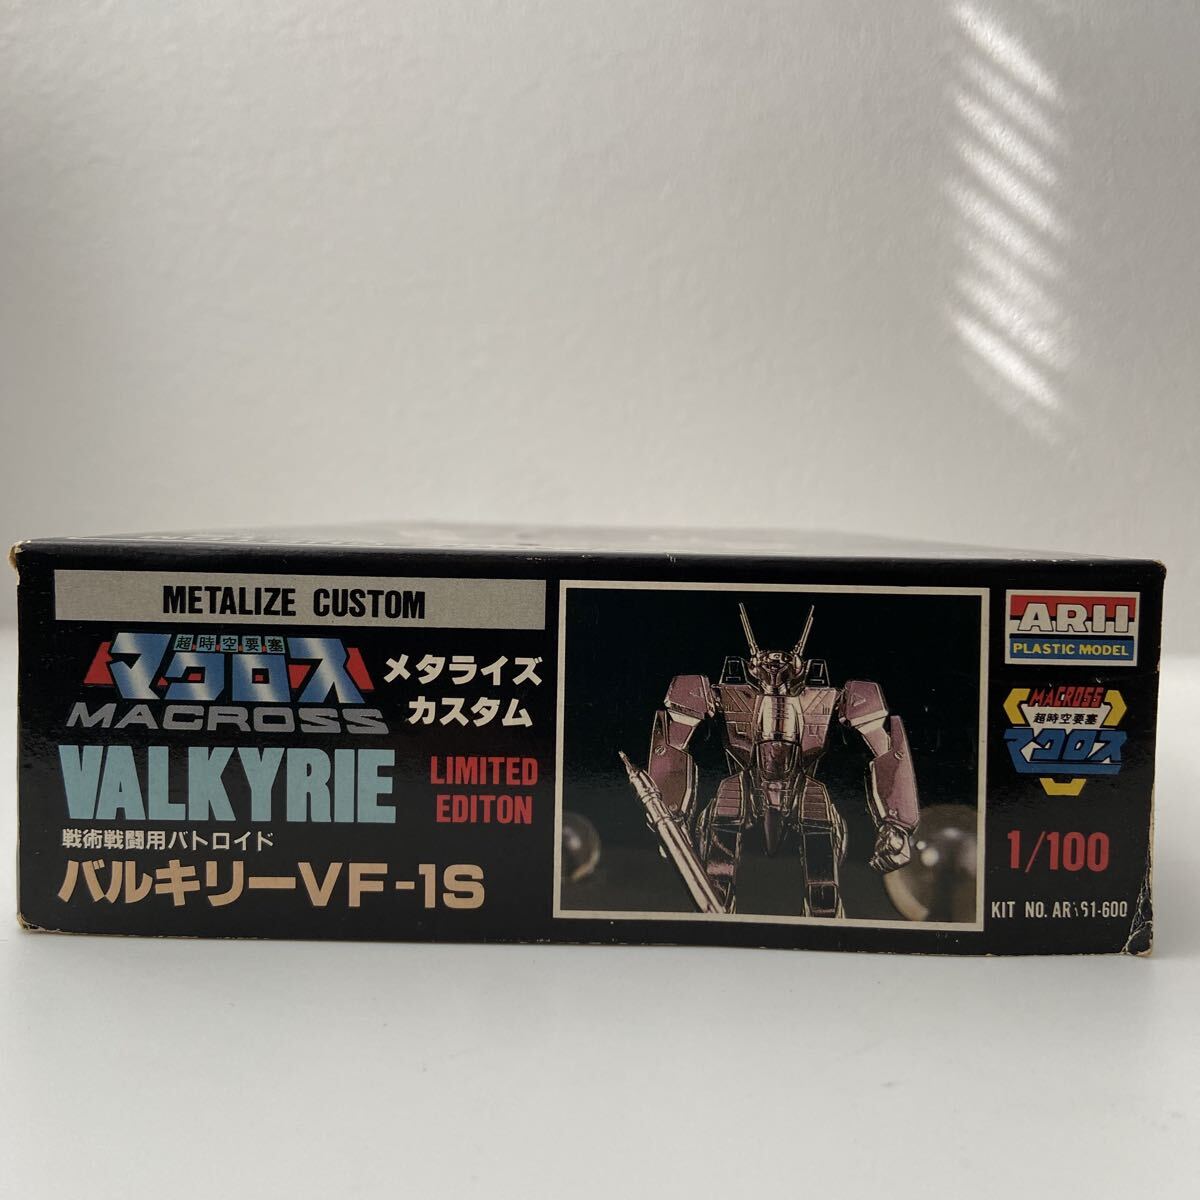 METALIZE CUSTOM
超時空要塞
マクロス
MACROSS
メタライズ
カスタム
VALKYRIE
LIMITED
EDITON
戦術戦闘用バトロイド
バルキリーVF-1S
ARII
PLASTIC MODEL
MACROSS
超時空要塞
マクロス
1/100
KIT NO.